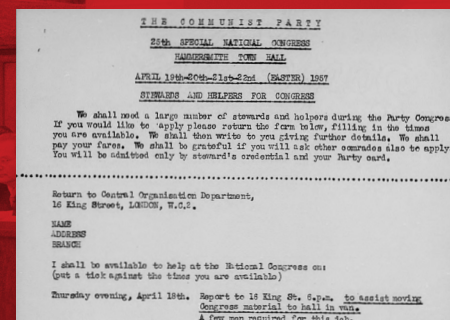 THE COMMUNIST PARTY
25th SPECIAL NATIONAL CONGRESS
HAMMERSMITH TOWN HALL
APRIL 19th-20th-21st-22nd (EASTER) 1957
STEWARDS AND HELPERS FOR CONGRESS
We shall need a large number of stewards and helpers during the Party Congres
If you would like to apply please return the form below, filling in the times
you are available. We shall then write to you giving further details. We shall
pay your fares. We shall be grateful if you will ask other comrades also to apply
You will be admitted only by steward's credential and your Party card.
Return to Central Organisation Department,
16 King Street, LONDON, W.C.2.
NAME
ADDRESS
BRANCH
I shall be available to help at the National Congress on:
(put a tick against the times you are available)
Thursday evening, April 18th. Report to 16 King St. 6.p.m. to assist moving
Congress material to hall in van.
A few men required for this job.